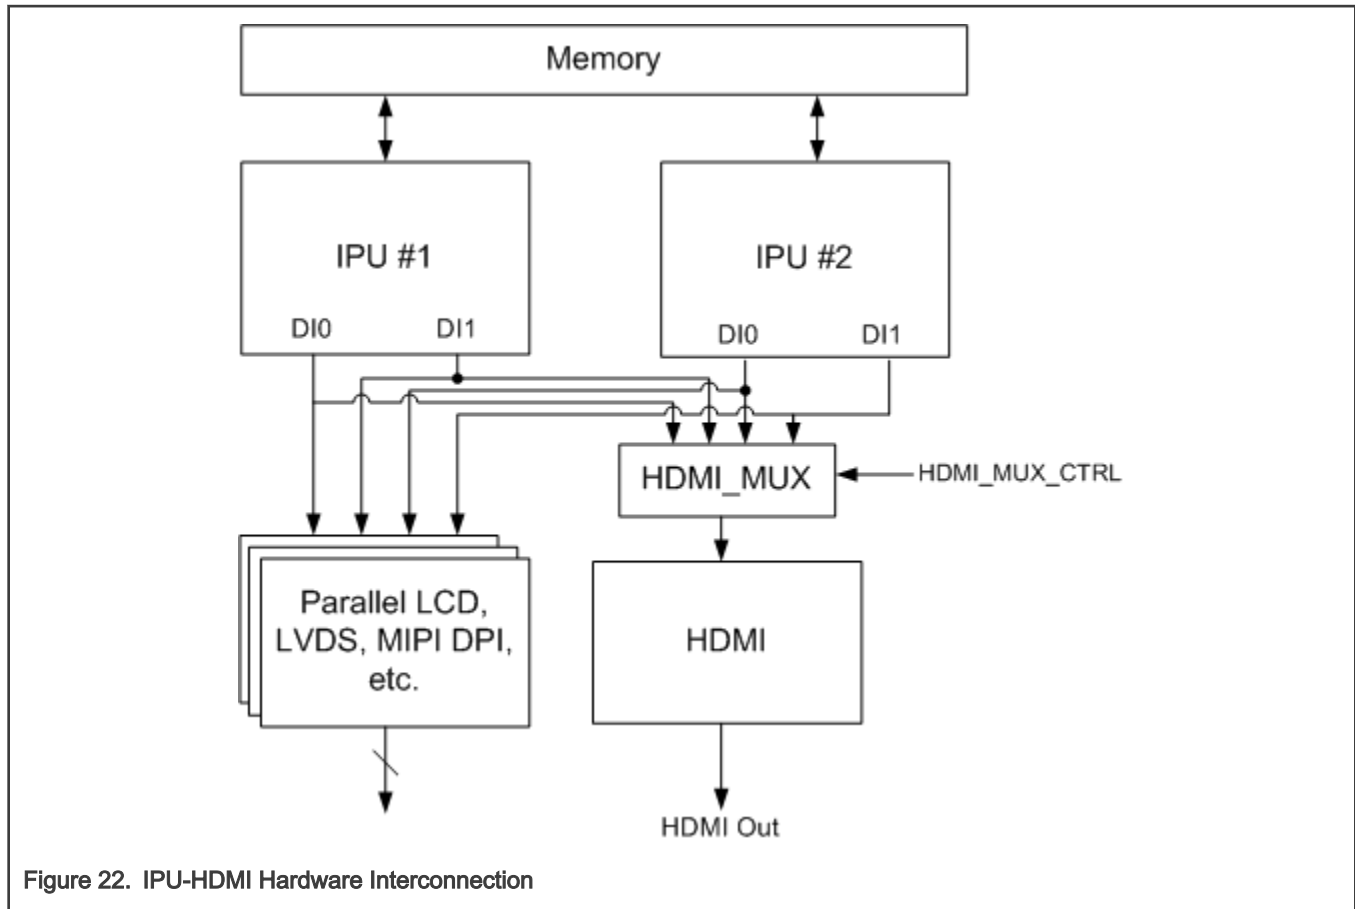 Memory
IPU #1
IPU #2
DI0
DI1
DI0
DI1
HDMI_MUX
HDMI_MUX_CTRL
Parallel LCD,
LVDS, MIPI DPI,
etc.
HDMI
HDMI Out
Figure 22. IPU-HDMI Hardware Interconnection